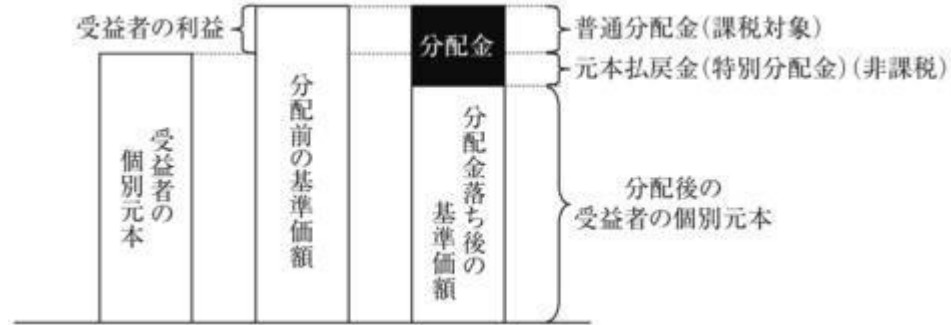 受益者の利益
受益者の
個別元本
分配前の基準価額
分配金
分配金落ち後の
基準価額
普通分配金(課税対象)
元本払戻金(特別分配金)(非課税)
分配後の
受益者の個別元本